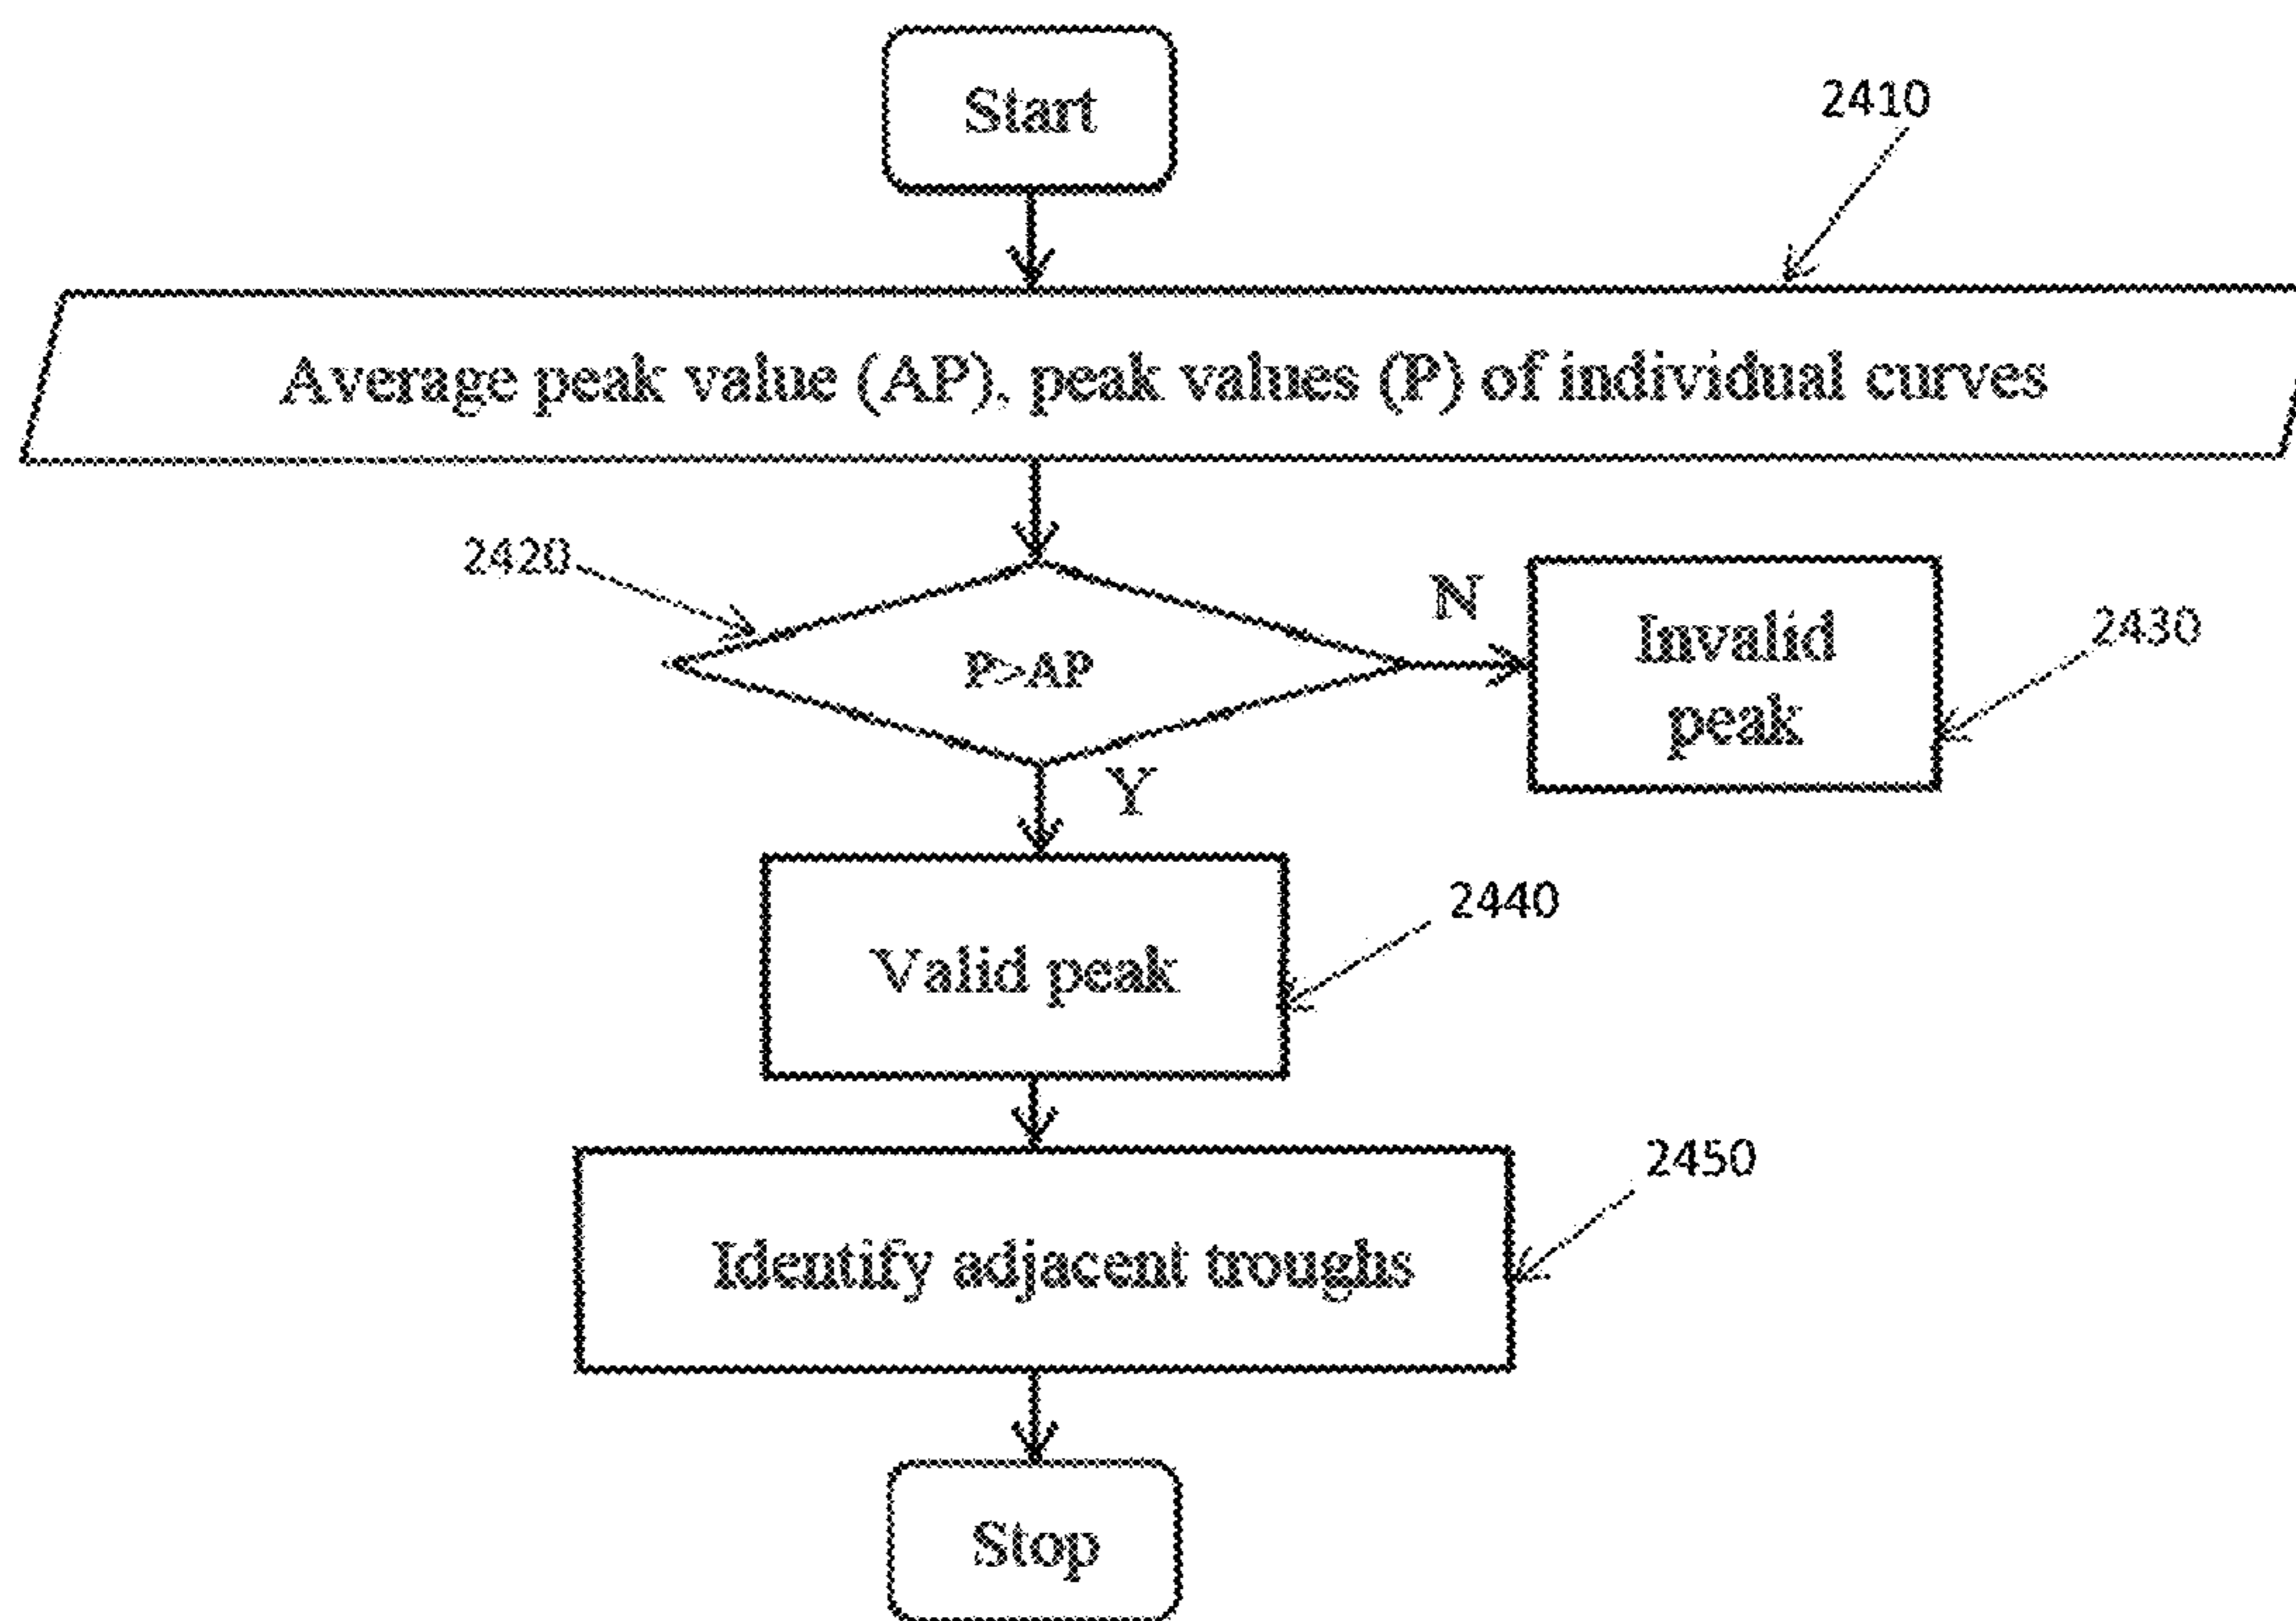 Start
2410
Average peak value (AP), peak values (P) of individual curves
2420
P>AP
N
Invalid
peak
2430
Y
Valid peak
2440
Identify adjacent troughs
2450
Stop